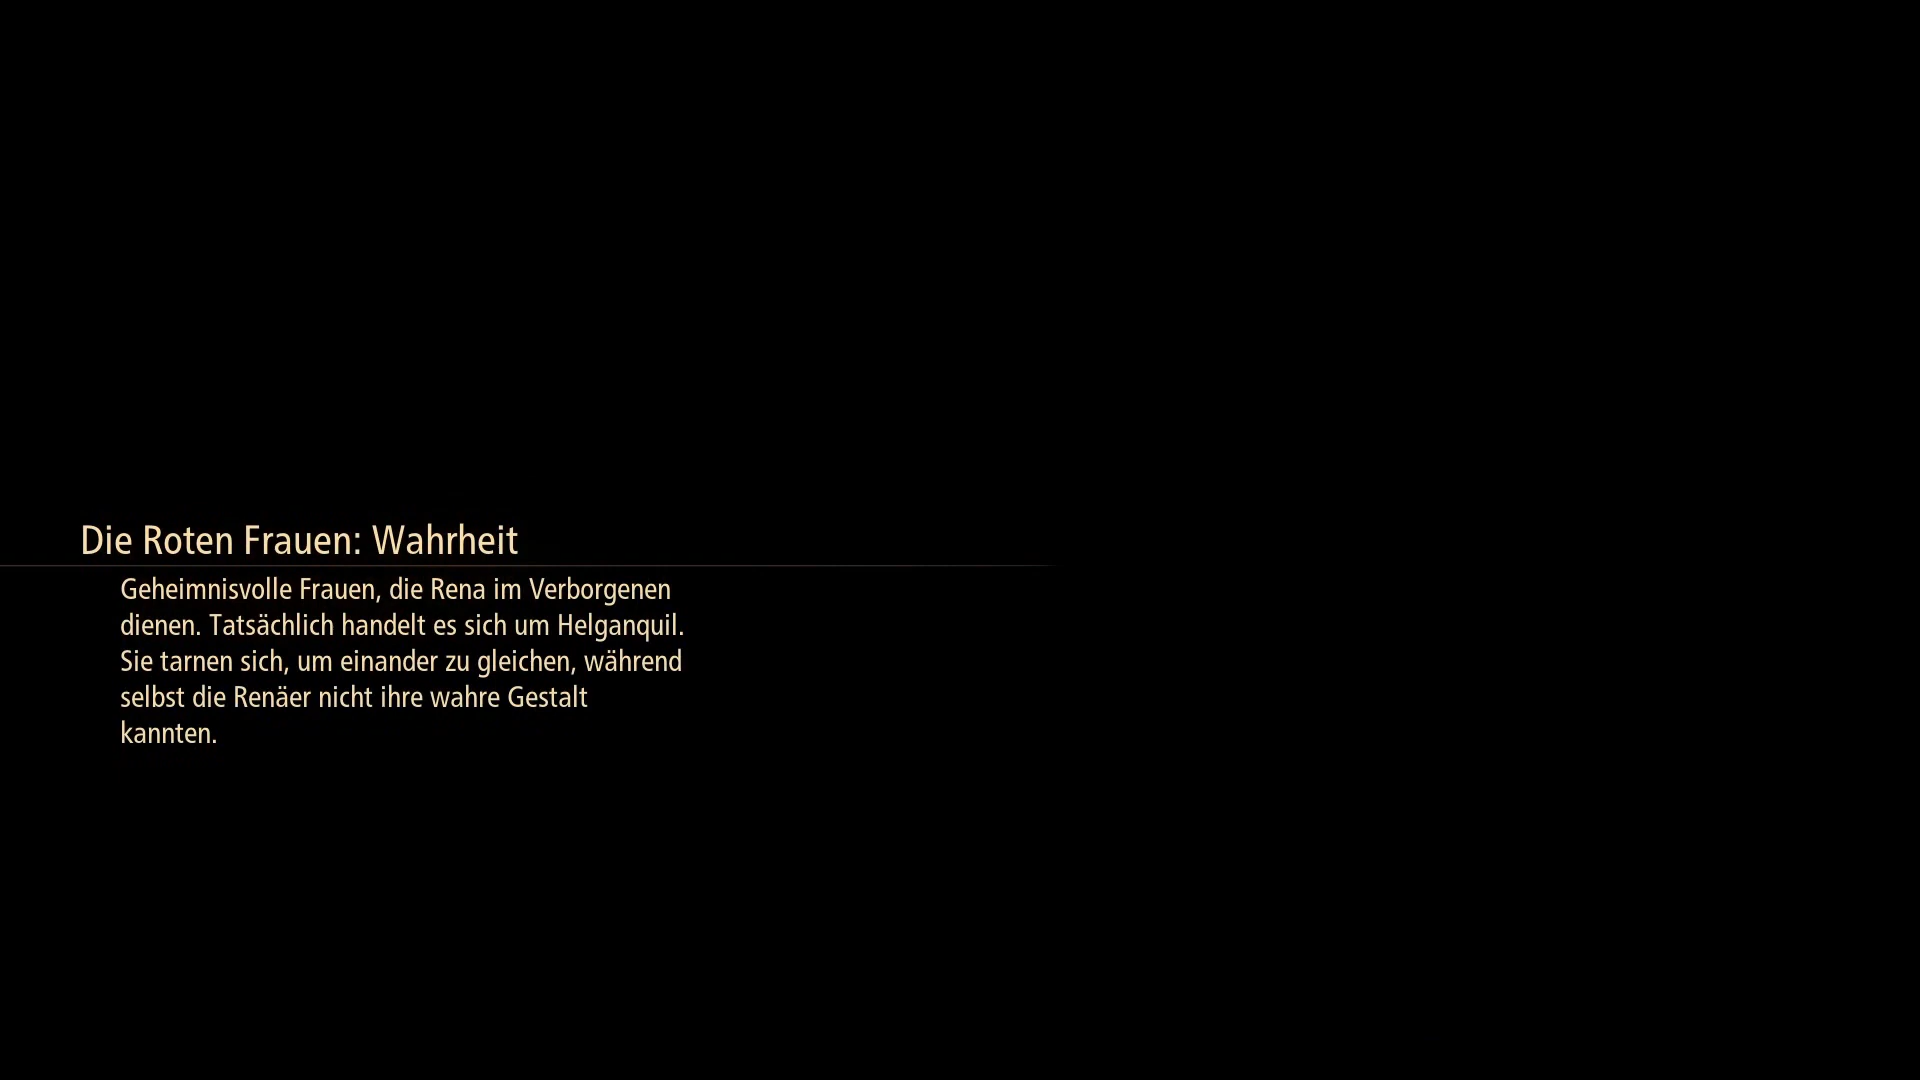 Die Roten Frauen: Wahrheit
Geheimnisvolle Frauen, die Rena im Verborgenen
dienen. Tatsächlich handelt es sich um Helganquil.
Sie tarnen sich, um einander zu gleichen, während
selbst die Renäer nicht ihre wahre Gestalt
kannten.